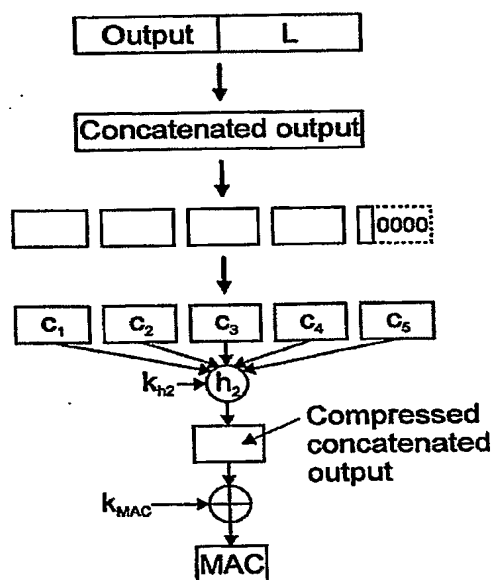 Output L
Concatenated output
0000
c1 c2 c3 c4 c5
kh2 h2
Compressed
concatenated
output
kMAC
MAC